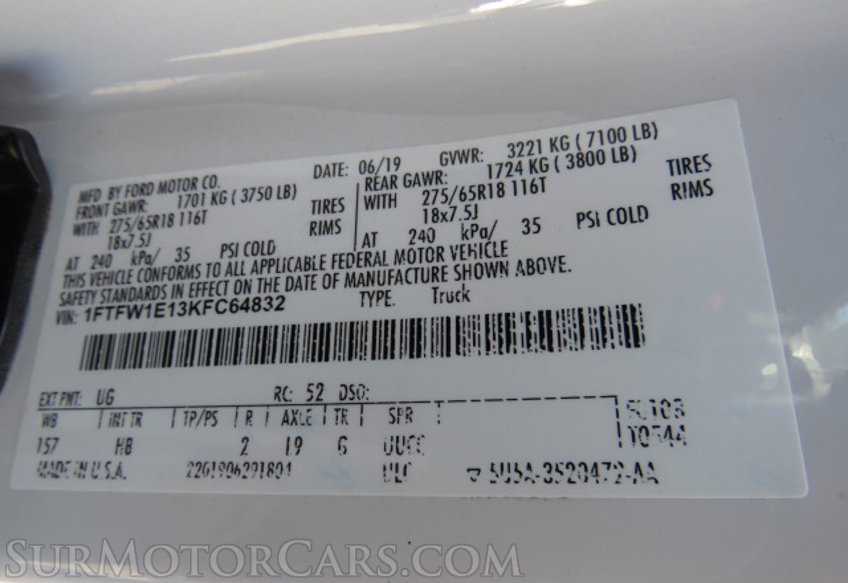 MFD BY FORD MOTOR CO. DATE: 06/19 GVWR: 3221 KG ( 7100 LB)
FRONT GAWR: 1701 KG ( 3750 LB) REAR GAWR: 1724 KG ( 3800 LB)
WITH 275/65R18 116T TIRES WITH 275/65R18 116T TIRES
18x7.5J RIMS 18x7.5J RIMS
AT 240 kPa/ 35 PSI COLD AT 240 kPa/ 35 PSI COLD
THIS VEHICLE CONFORMS TO ALL APPLICABLE FEDERAL MOTOR VEHICLE
SAFETY STANDARDS IN EFFECT ON THE DATE OF MANUFACTURE SHOWN ABOVE.
VIN: 1FTFW1E13KFC64832 TYPE: Truck
EXT PNT: UG RC: 52 DSO:
WB INT TR TP/PS R AXLE TR SPR
157 HB 2 19 G UUCC
MADE IN U.S.A.
SURMOTORCARS.COM